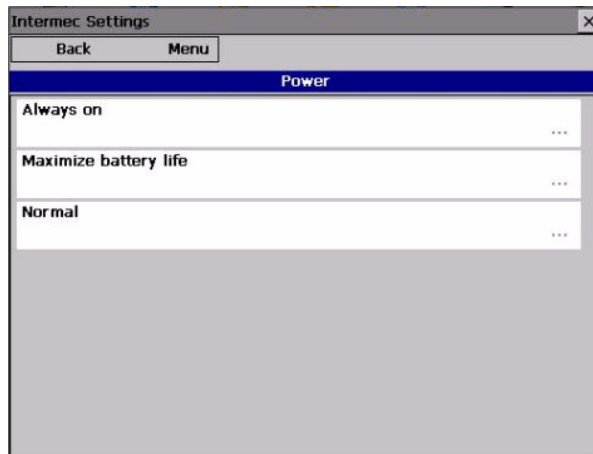 Intermec Settings
Back Menu
Power
Always on
...
Maximize battery life
...
Normal
...